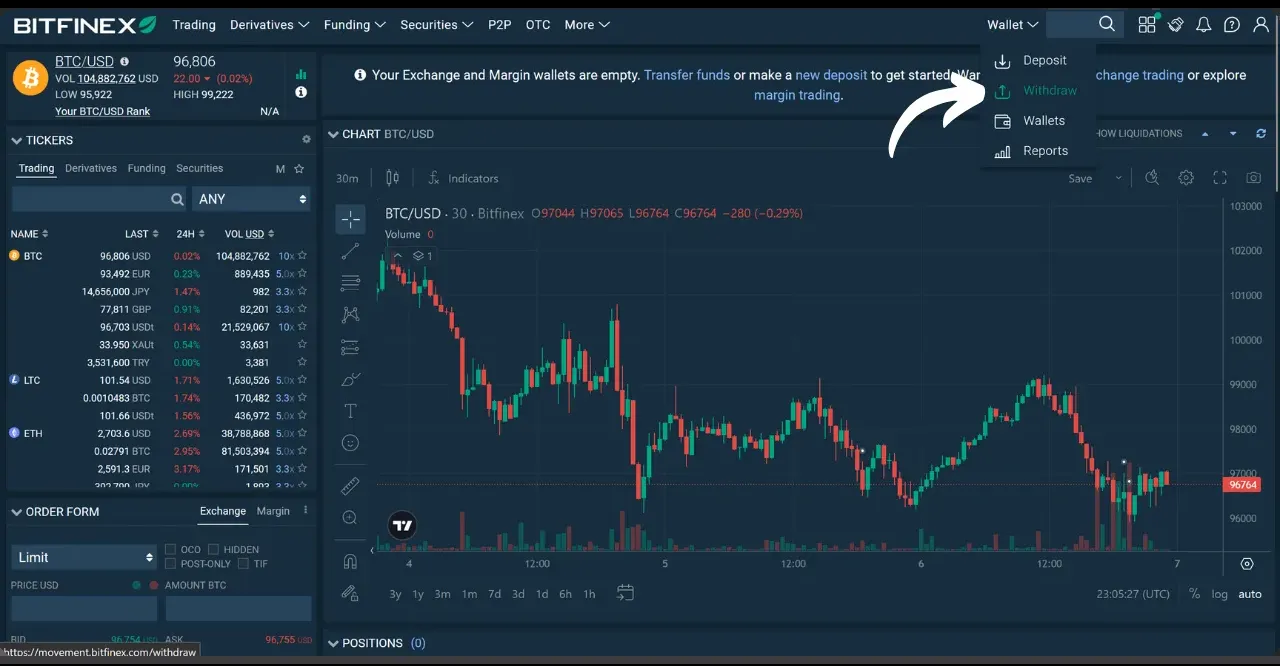 BITFINEX Trading Derivatives Funding Securities P2P OTC More Wallet
BTC/USD 96,806
VOL 104,882,762 USD 22.00 (0.02%)
LOW 95,922 HIGH 99,222
Your BTC/USD Rank N/A
Your Exchange and Margin wallets are empty. Transfer funds or make a new deposit to get started. change trading or explore
margin trading.
Deposit
Withdraw
Wallets
Reports
TICKERS
Trading Derivatives Funding Securities M
ANY
NAME LAST 24H VOL USD
BTC 96,806 USD 0.02% 104,882,762 10x
93,492 EUR 0.23% 889,435 5.0x
14,656,000 JPY 1.47% 982 3.3x
77,811 GBP 0.91% 82,201 3.3x
96,703 USDt 0.14% 21,529,067 10x
33.950 XAUt 0.54% 33,631
3,531,600 TRY 0.00% 3,381
LTC 101.54 USD 1.71% 1,630,526 5.0x
0.0010483 BTC 1.74% 170,482 3.3x
101.66 USDt 1.56% 436,972 5.0x
ETH 2,703.6 USD 2.69% 38,788,868 5.0x
0.02791 BTC 2.95% 81,503,394 5.0x
2,591.3 EUR 3.17% 171,501 3.3x
ORDER FORM Exchange Margin
Limit
OCO HIDDEN
POST-ONLY TIF
PRICE USD AMOUNT BTC
BID 96,754 USD ASK 96,755 USD
https://movement.bitfinex.com/withdraw
CHART BTC/USD HOW LIQUIDATIONS
30m Indicators Save
BTC/USD · 30 · Bitfinex O97044 H97065 L96764 C96764 −280 (−0.29%)
Volume 0
1
103000
102000
101000
100000
99000
98000
97000
96764
96000
4 12:00 5 12:00 6 12:00 7
3y 1y 3m 1m 7d 3d 1d 6h 1h 23:05:27 (UTC) % log auto
POSITIONS (0)